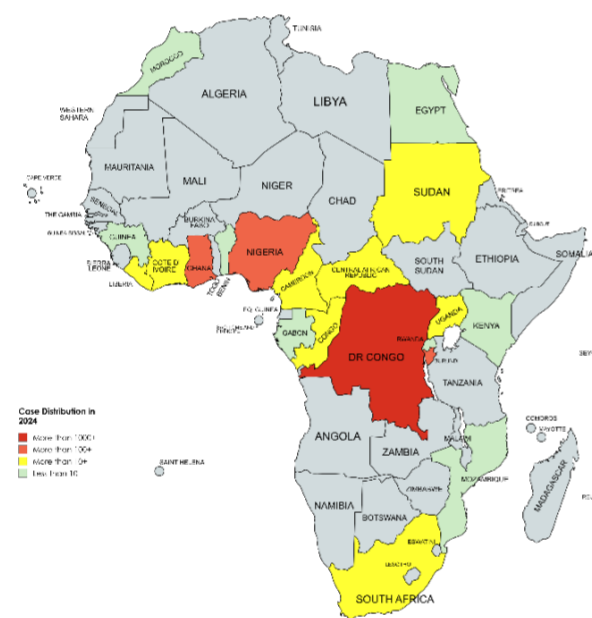 TUNISIA
MOROCCO
ALGERIA
LIBYA
EGYPT
WESTERN
SAHARA
CAPE VERDE
MAURITANIA
MALI
NIGER
CHAD
SUDAN
ERITREA
SENEGAL
THE GAMBIA
GUINEA
BURKINA
FASO
SIERRA
LEONE
LIBERIA
COTE D
IVOIRE
GHANA
TOGO
BENIN
NIGERIA
CAMEROON
CENTRAL AFRICAN
REPUBLIC
SOUTH
SUDAN
ETHIOPIA
SOMALIA
EQ. GUINEA
GABON
CONGO
DR CONGO
UGANDA
KENYA
RWANDA
TANZANIA
Case Distribution in
2024
More than 1000+
More than 100+
More than 10+
Less than 10
SAINT HELENA
ANGOLA
ZAMBIA
MALAWI
MOZAMBIQUE
COMOROS
MAYOTTE
MADAGASCAR
ZIMBABWE
NAMIBIA
BOTSWANA
ESWATINI
LESOTHO
SOUTH AFRICA